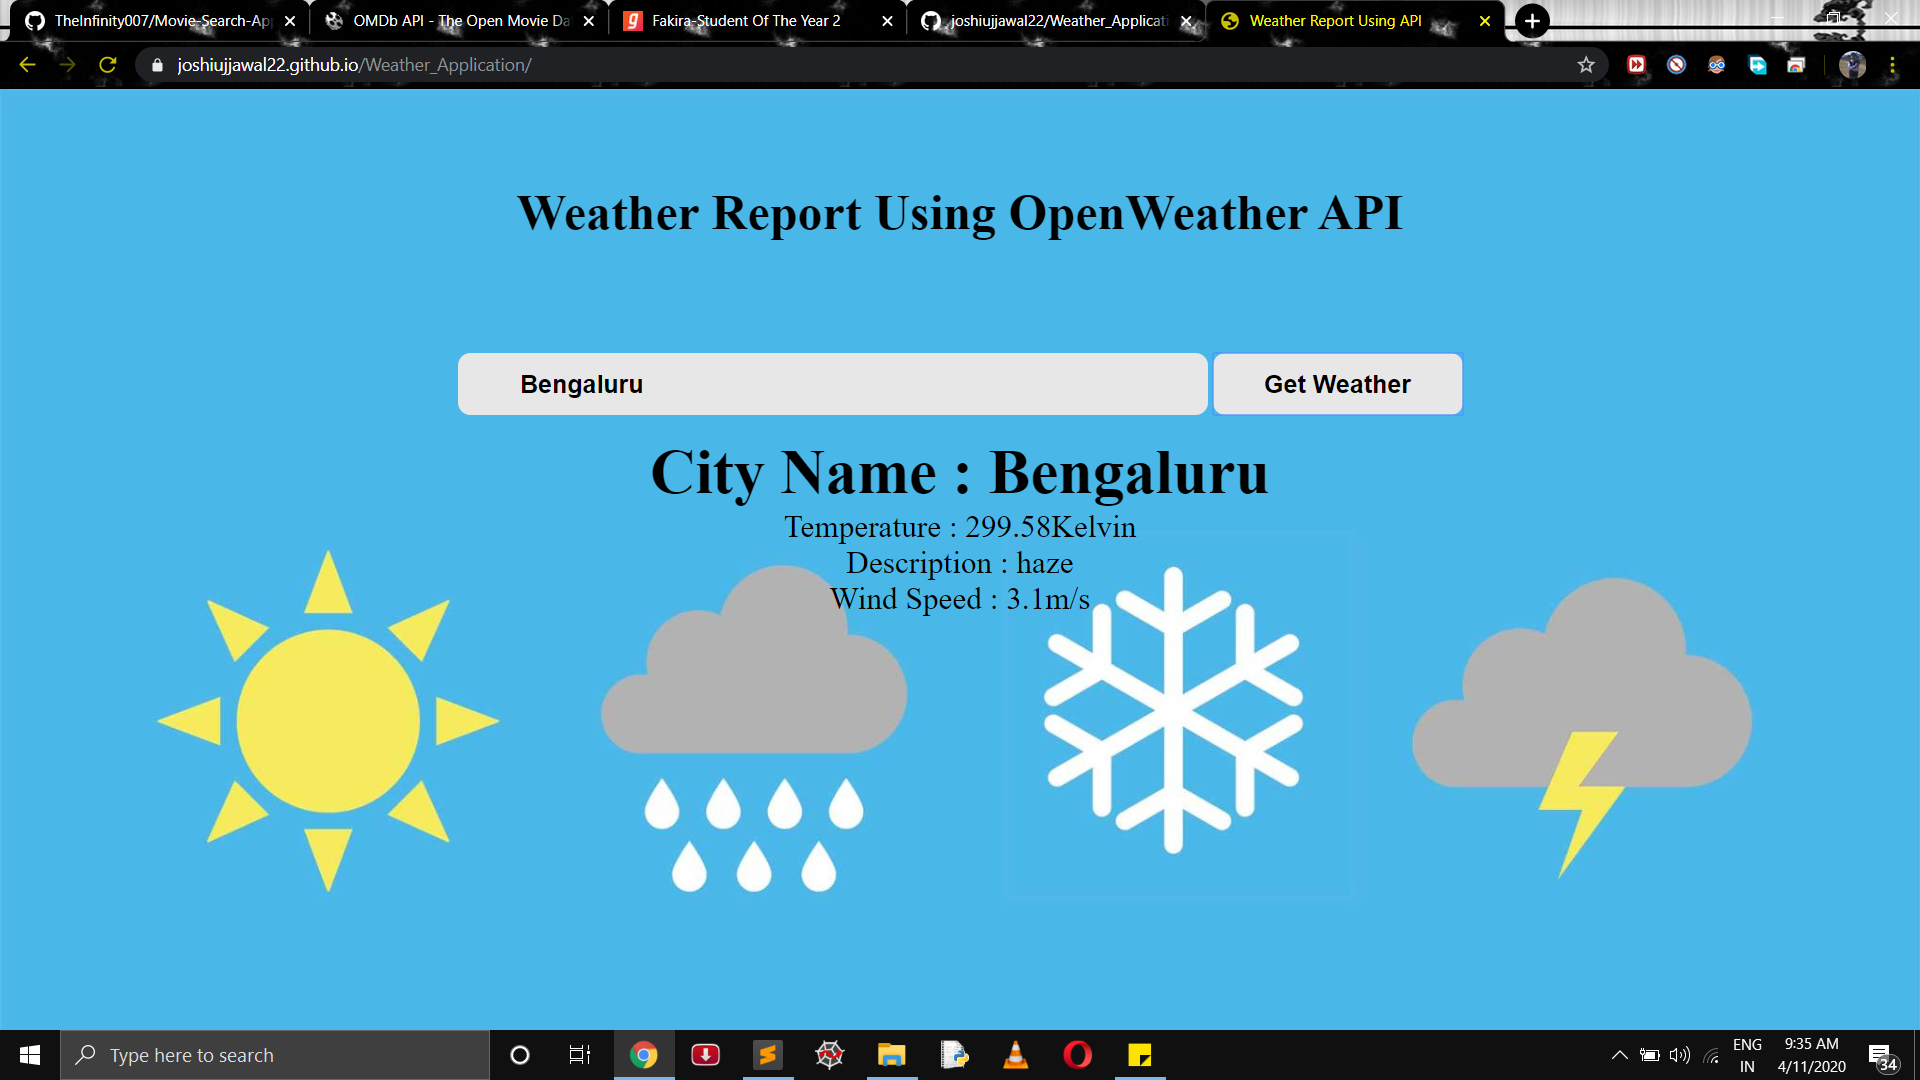 TheInfinity007/Movie-Search-Ap
OMDb API - The Open Movie Da
Fakira-Student Of The Year 2
joshiujjawal22/Weather_Applicati
Weather Report Using API
joshiujjawal22.github.io/Weather_Application/
Weather Report Using OpenWeather API
Bengaluru
Get Weather
City Name : Bengaluru
Temperature : 299.58Kelvin
Description : haze
Wind Speed : 3.1m/s
Type here to search
ENG
IN
9:35 AM
4/11/2020
34